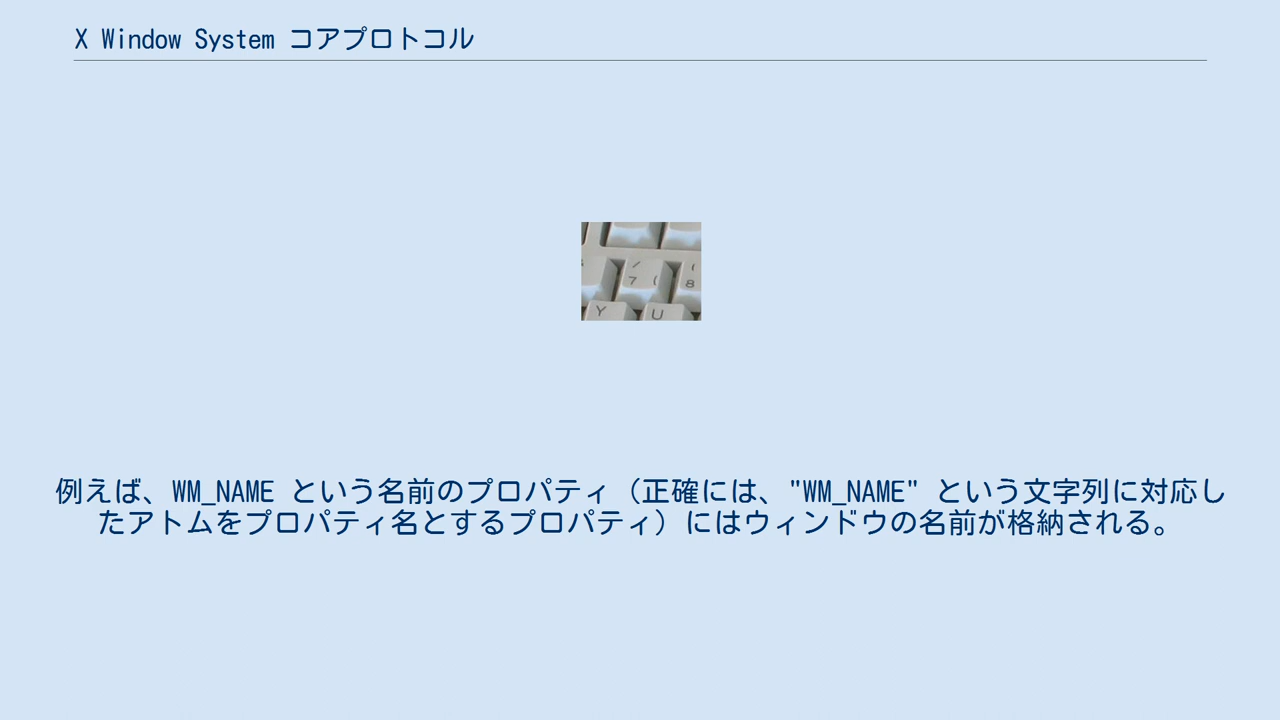 X Window System コアプロトコル
/
7 (
(
8
Y U
例えば、WM_NAME という名前のプロパティ（正確には、"WM_NAME" という文字列に対応し
たアトムをプロパティ名とするプロパティ）にはウィンドウの名前が格納される。